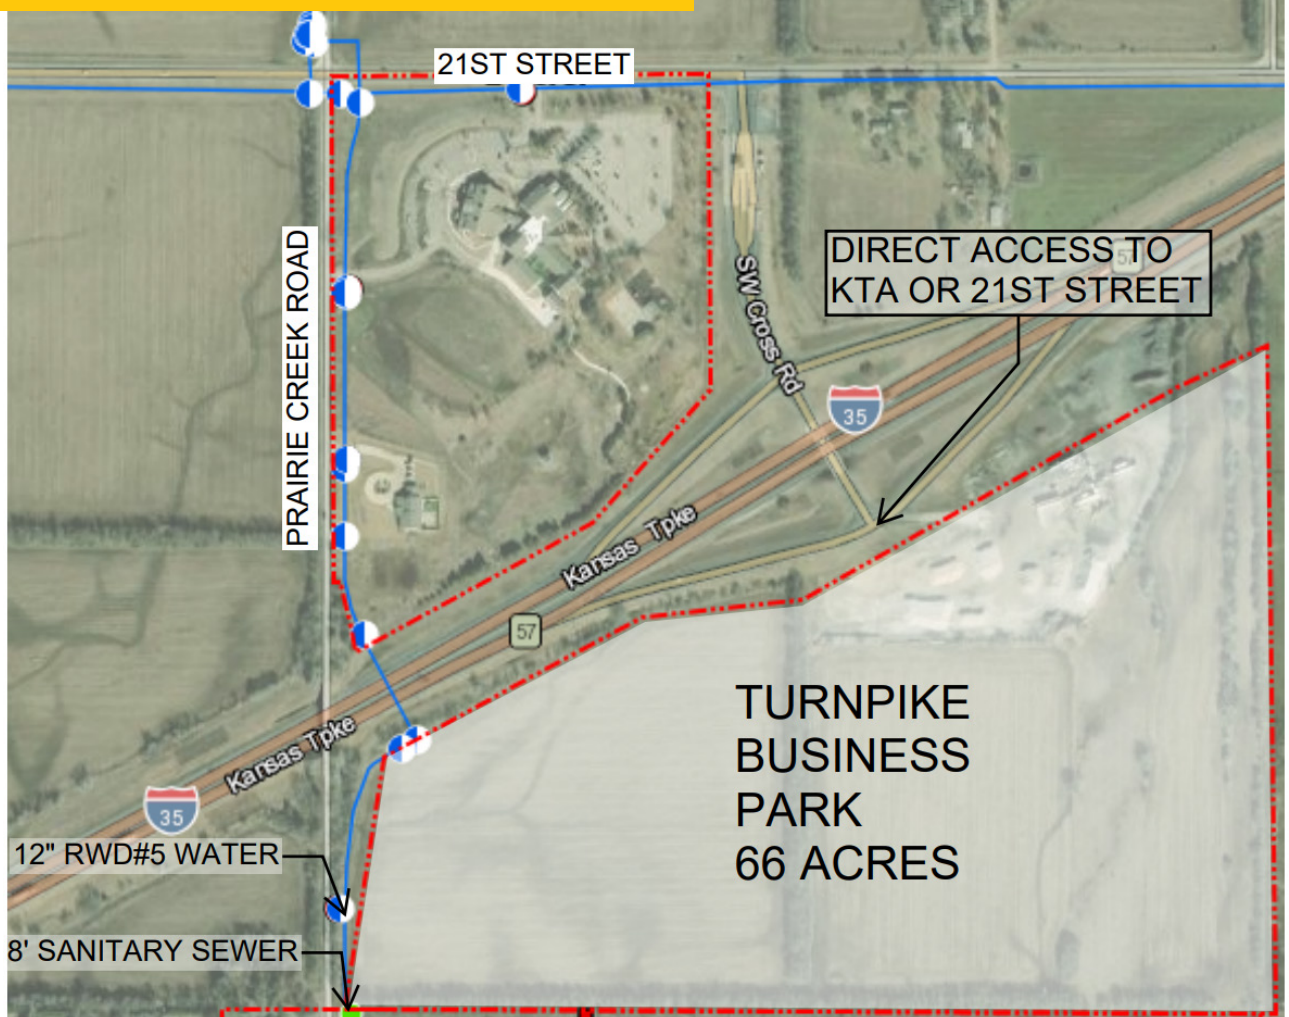 21ST STREET
PRAIRIE CREEK ROAD
DIRECT ACCESS TO
KTA OR 21ST STREET
57
SW Cross Rd
35
Kansas Tpke
57
Kansas Tpke
35
TURNPIKE
BUSINESS
PARK
66 ACRES
12" RWD#5 WATER
8' SANITARY SEWER